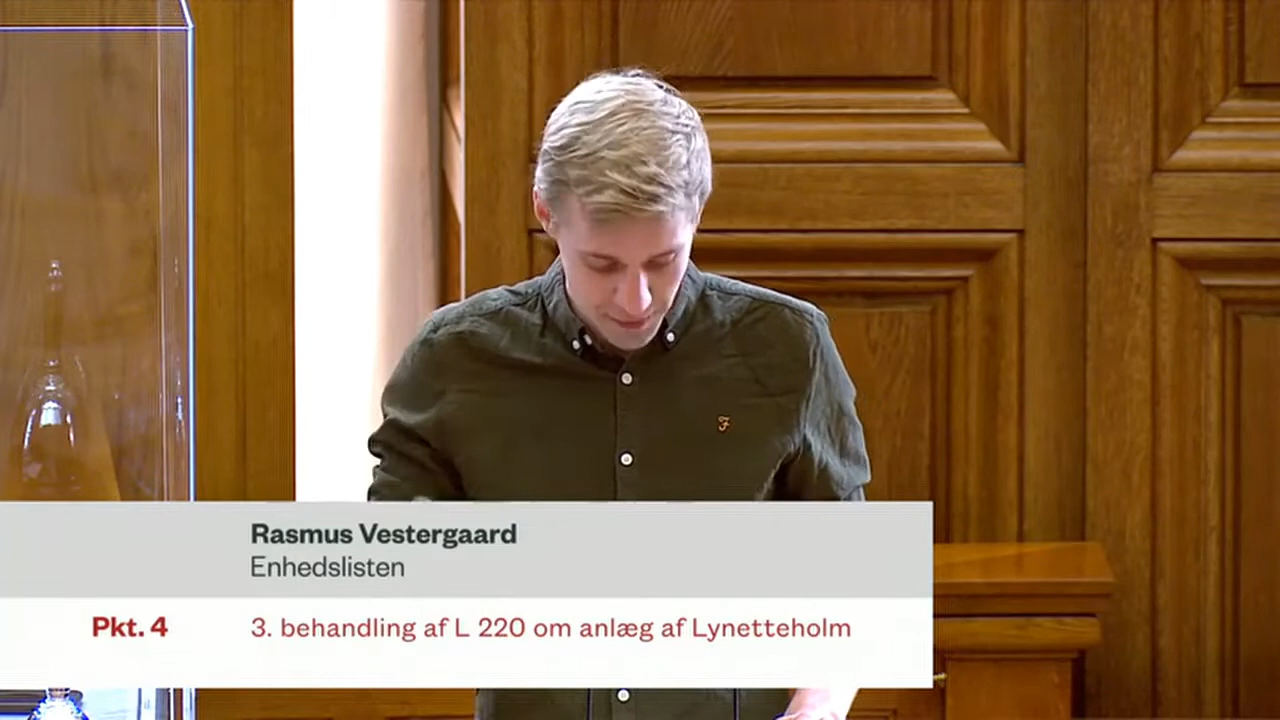 Rasmus Vestergaard
Enhedslisten
Pkt. 4 3. behandling af L 220 om anlæg af Lynetteholm